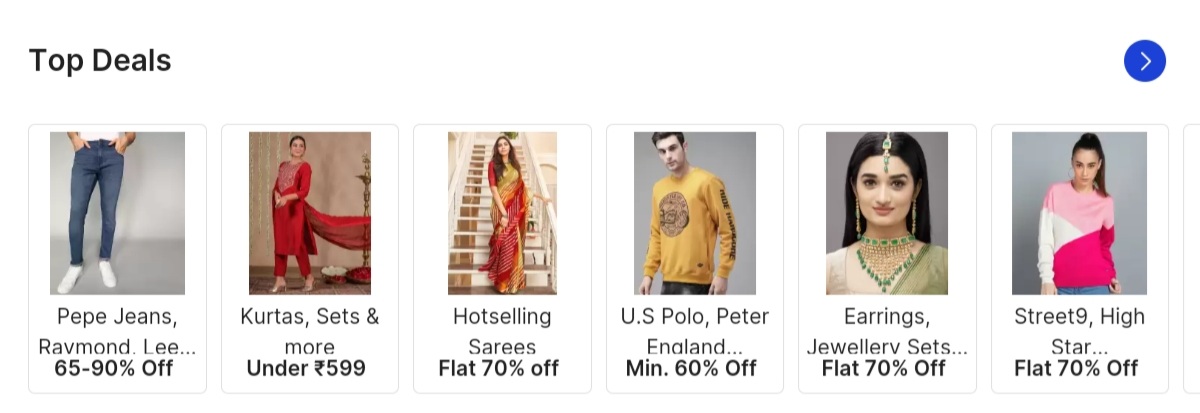 Top Deals
Pepe Jeans,
Raymond, Lee...
65-90% Off
Kurtas, Sets &
more
Under ₹599
Hotselling
Sarees
Flat 70% off
U.S Polo, Peter
England...
Min. 60% Off
Earrings,
Jewellery Sets...
Flat 70% Off
Street9, High
Star...
Flat 70% Off